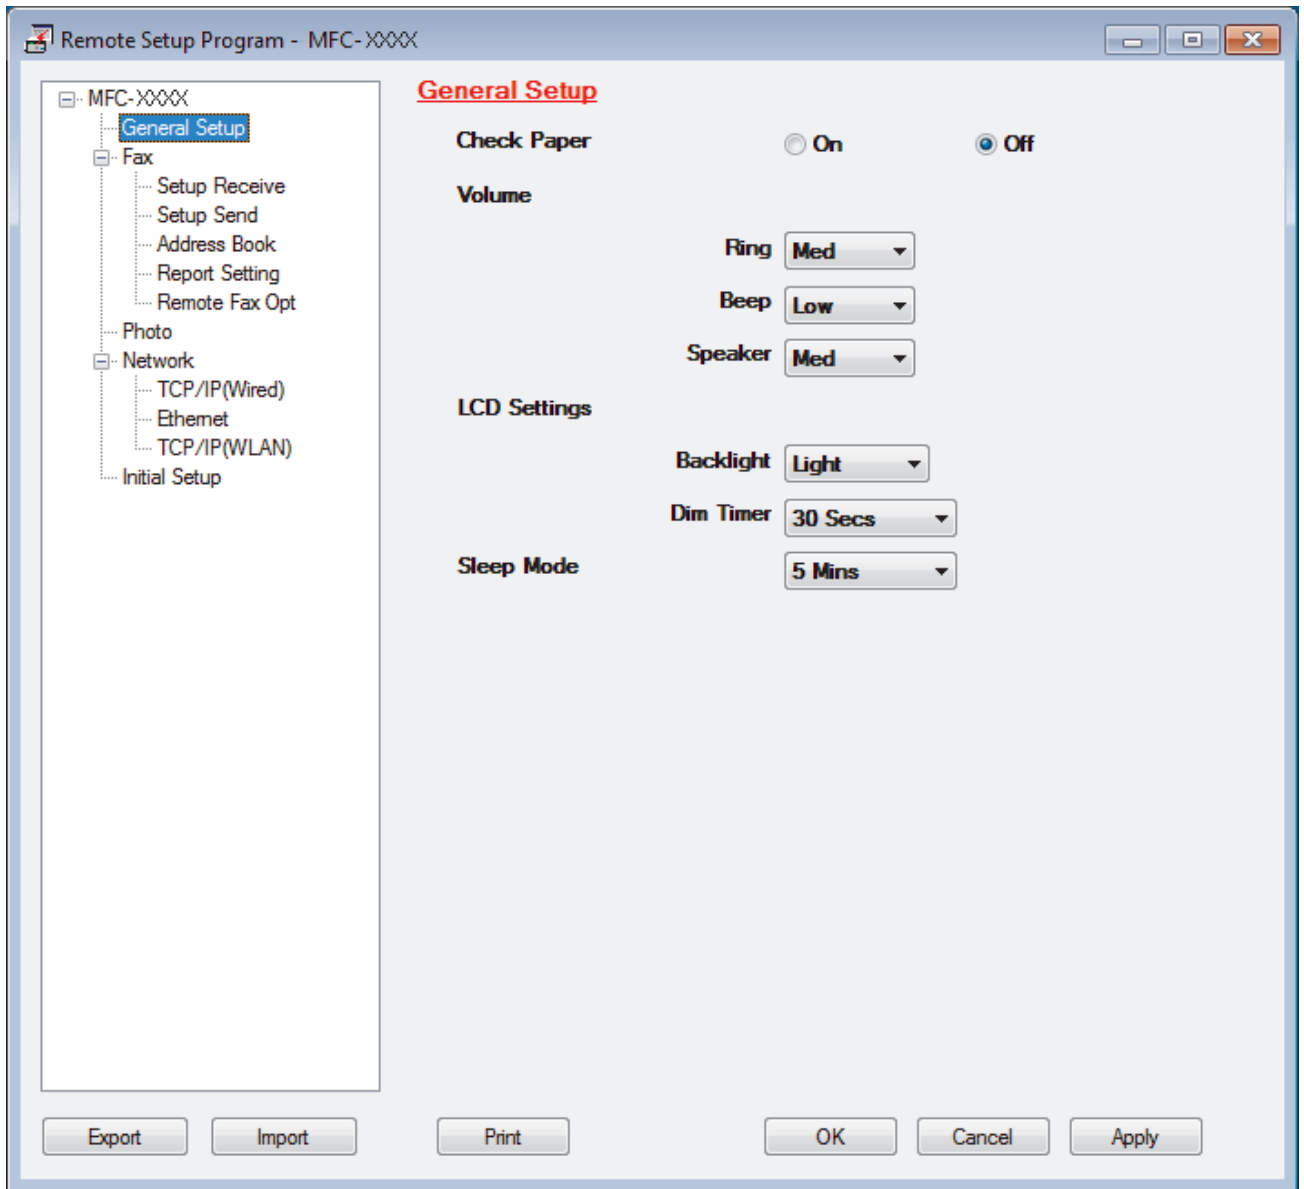 Remote Setup Program - MFC-XXXX
MFC-XXXX
General Setup
Fax
Setup Receive
Setup Send
Address Book
Report Setting
Remote Fax Opt
Photo
Network
TCP/IP(Wired)
Ethernet
TCP/IP(WLAN)
Initial Setup
General Setup
Check Paper On Off
Volume
Ring Med
Beep Low
Speaker Med
LCD Settings
Backlight Light
Dim Timer 30 Secs
Sleep Mode 5 Mins
Export Import Print OK Cancel Apply